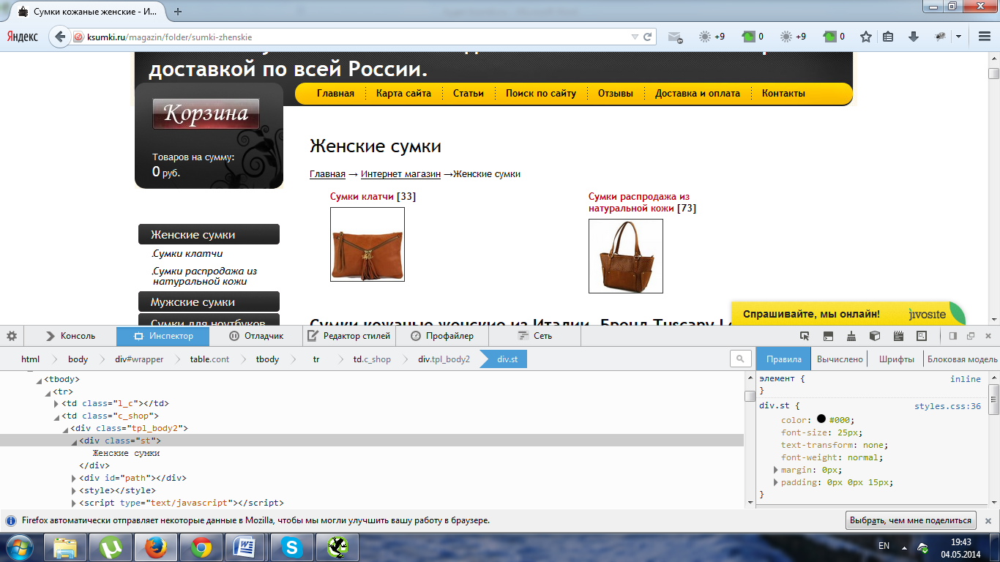 Сумки кожаные женские - И...
Яндекс
ksumki.ru/magazin/folder/sumki-zhenskie
+9
0
+9
0
доставкой по всей России.
Главная
Карта сайта
Статьи
Поиск по сайту
Отзывы
Доставка и оплата
Контакты
Корзина
Товаров на сумму:
0 руб.
Женские сумки
Главная → Интернет магазин →Женские сумки
Сумки клатчи [33]
Сумки распродажа из
натуральной кожи [73]
Женские сумки
.Сумки клатчи
.Сумки распродажа из
натуральной кожи
Мужские сумки
Сумки для ноутбуков
Сумки кожаные женские из Италии. Бренд Tuscany
Спрашивайте, мы онлайн!
jivosite
Консоль
Инспектор
Отладчик
Редактор стилей
Профайлер
Сеть
html
body
div#wrapper
table.cont
tbody
tr
td.c_shop
div.tpl_body2
div.st
Правила
Вычислено
Шрифты
Блоковая модель
<tbody>
<tr>
<td class="l_c"></td>
<td class="c_shop">
<div class="tpl_body2">
<div class="st">
Женские сумки
</div>
<div id="path"></div>
<style></style>
<script type="text/javascript"></script>
элемент {
inline
}
div.st {
styles.css:36
color: #000;
font-size: 25px;
text-transform: none;
font-weight: normal;
margin: 0px;
padding: 0px 0px 15px;
}
Firefox автоматически отправляет некоторые данные в Mozilla, чтобы мы могли улучшить вашу работу в браузере.
Выбрать, чем мне поделиться
EN
19:43
04.05.2014